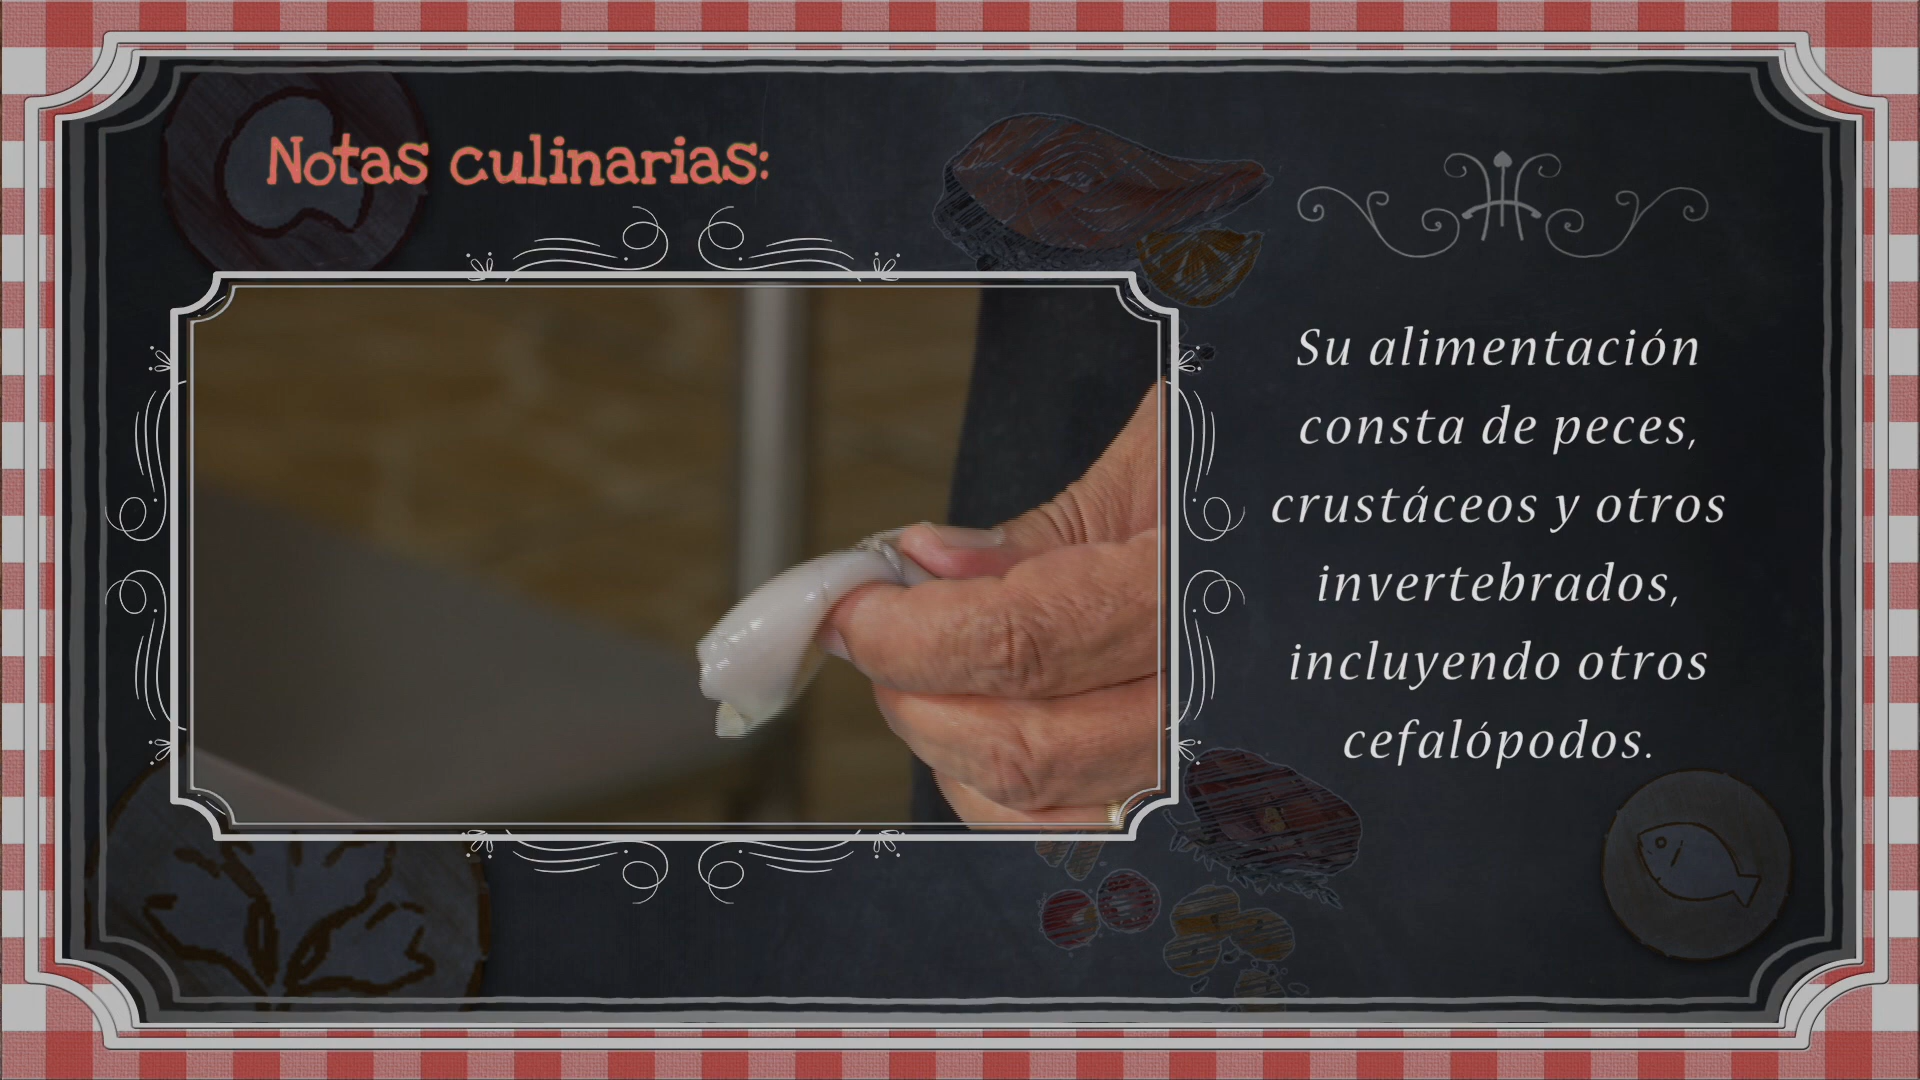 Notas culinarias:
Su alimentación
consta de peces,
crustáceos y otros
invertebrados,
incluyendo otros
cefalópodos.